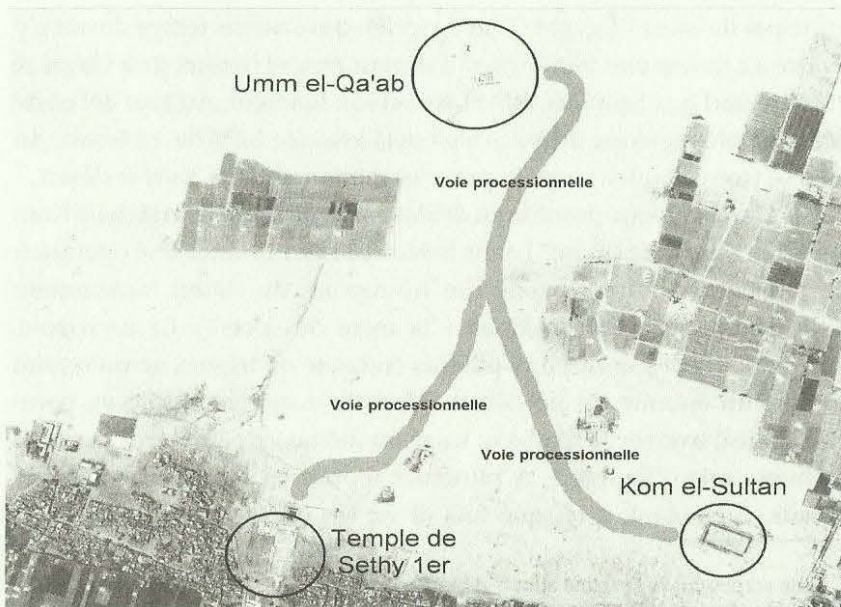 Umm el-Qa'ab
Voie processionnelle
Voie processionnelle
Voie processionnelle
Kom el-Sultan
Temple de
Sethy 1er